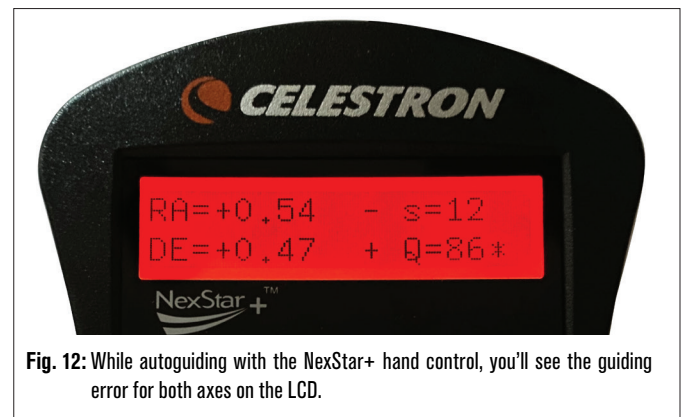 CELESTRON
RA=+0.54 - s=12
DE=+0.47 + Q=86*
NexStar+™
Fig. 12: While autoguiding with the NexStar+ hand control, you’ll see the guiding
error for both axes on the LCD.